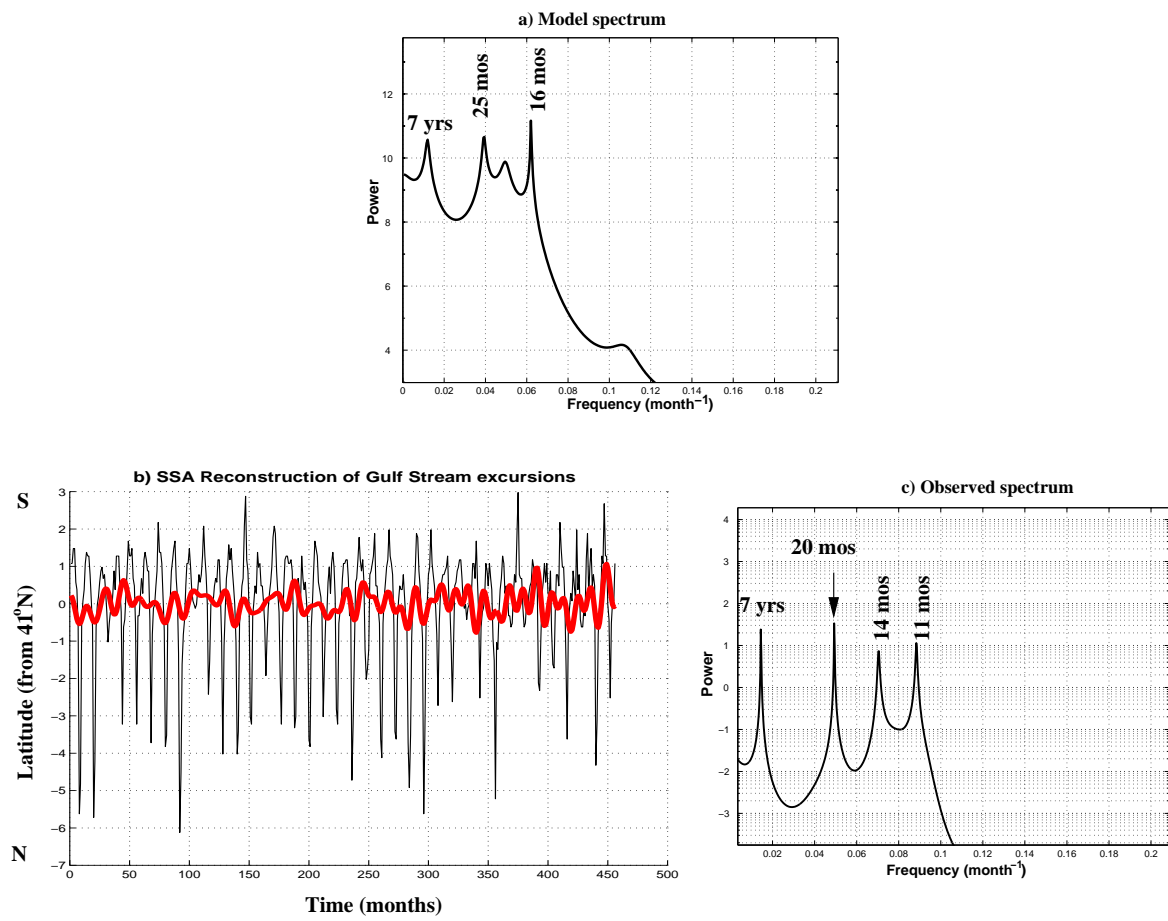 a) Model spectrum
7 yrs
25 mos
16 mos
Power
12
10
8
6
4
0 0.02 0.04 0.06 0.08 0.1 0.12 0.14 0.16 0.18 0.2
Frequency (month⁻¹)
b) SSA Reconstruction of Gulf Stream excursions
S
N
Latitude (from 41°N)
3
2
1
0
−1
−2
−3
−4
−5
−6
−7
0 50 100 150 200 250 300 350 400 450 500
Time (months)
c) Observed spectrum
7 yrs
20 mos
14 mos
11 mos
Power
4
3
2
1
0
−1
−2
−3
0.02 0.04 0.06 0.08 0.1 0.12 0.14 0.16 0.18 0.2
Frequency (month⁻¹)